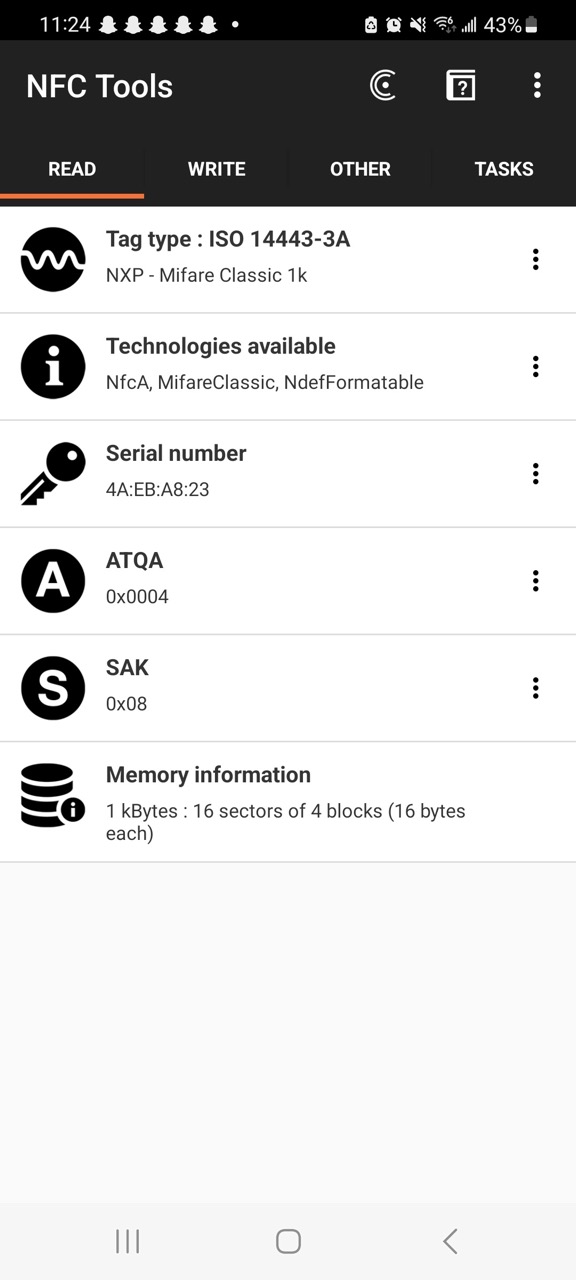 11:24
43%
NFC Tools
READ
WRITE
OTHER
TASKS
Tag type : ISO 14443-3A
NXP - Mifare Classic 1k
Technologies available
NfcA, MifareClassic, NdefFormatable
Serial number
4A:EB:A8:23
A
ATQA
0x0004
S
SAK
0x08
Memory information
1 kBytes : 16 sectors of 4 blocks (16 bytes
each)